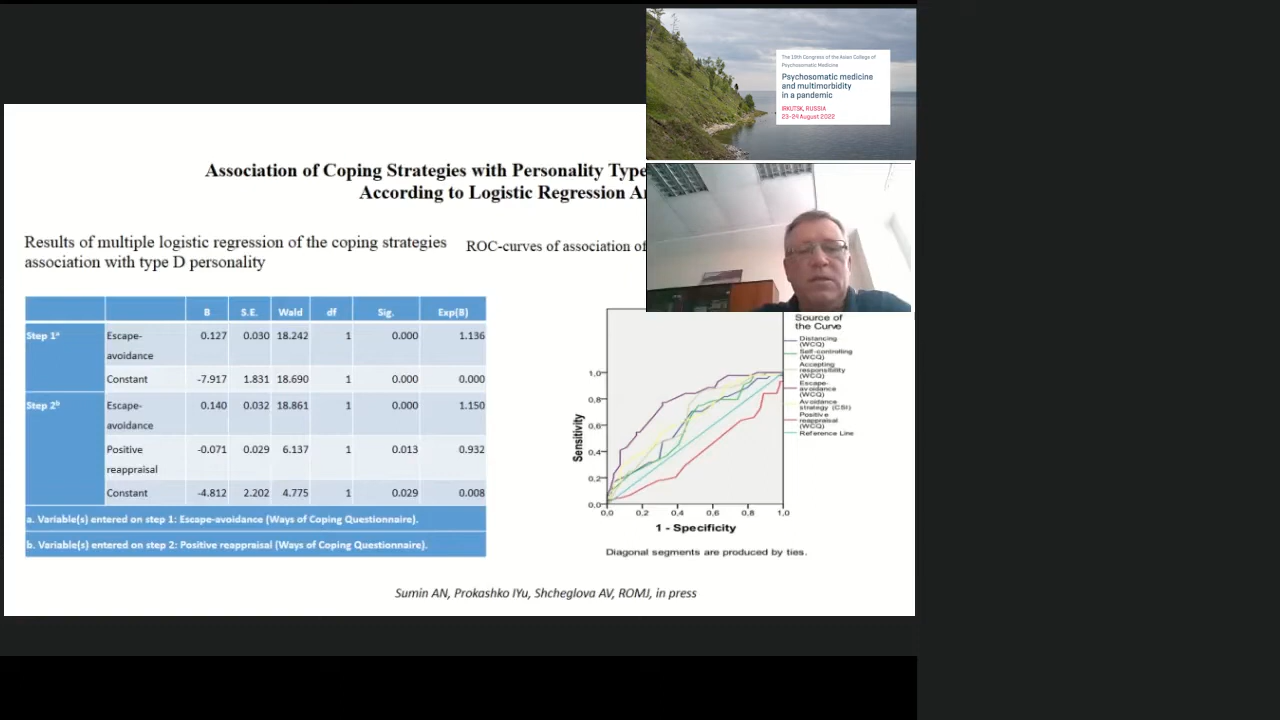 The 19th Congress of the Asian College of
Psychosomatic Medicine
Psychosomatic medicine
and multimorbidity
in a pandemic
IRKUTSK, RUSSIA
23-24 August 2022
Association of Coping Strategies with Personality Type
According to Logistic Regression A
Results of multiple logistic regression of the coping strategies
association with type D personality
ROC-curves of association of
B S.E. Wald df Sig. Exp(B)
Step 1ᵃ Escape-avoidance 0.127 0.030 18.242 1 0.000 1.136
Constant -7.917 1.831 18.690 1 0.000 0.000
Step 2ᵇ Escape-avoidance 0.140 0.032 18.861 1 0.000 1.150
Positive reappraisal -0.071 0.029 6.137 1 0.013 0.932
Constant -4.812 2.202 4.775 1 0.029 0.008
a. Variable(s) entered on step 1: Escape-avoidance (Ways of Coping Questionnaire).
b. Variable(s) entered on step 2: Positive reappraisal (Ways of Coping Questionnaire).
Source of
the Curve
Distancing
(WCQ)
Self-controlling
(WCQ)
Accepting
responsibility
(WCQ)
Escape-
avoidance
(WCQ)
Avoidance
strategy (CSI)
Positive
reappraisal
(WCQ)
Reference Line
Sensitivity
1,0
0,8
0,6
0,4
0,2
0,0
0,0 0,2 0,4 0,6 0,8 1,0
1 - Specificity
Diagonal segments are produced by ties.
Sumin AN, Prokashko IYu, Shcheglova AV, ROMJ, in press